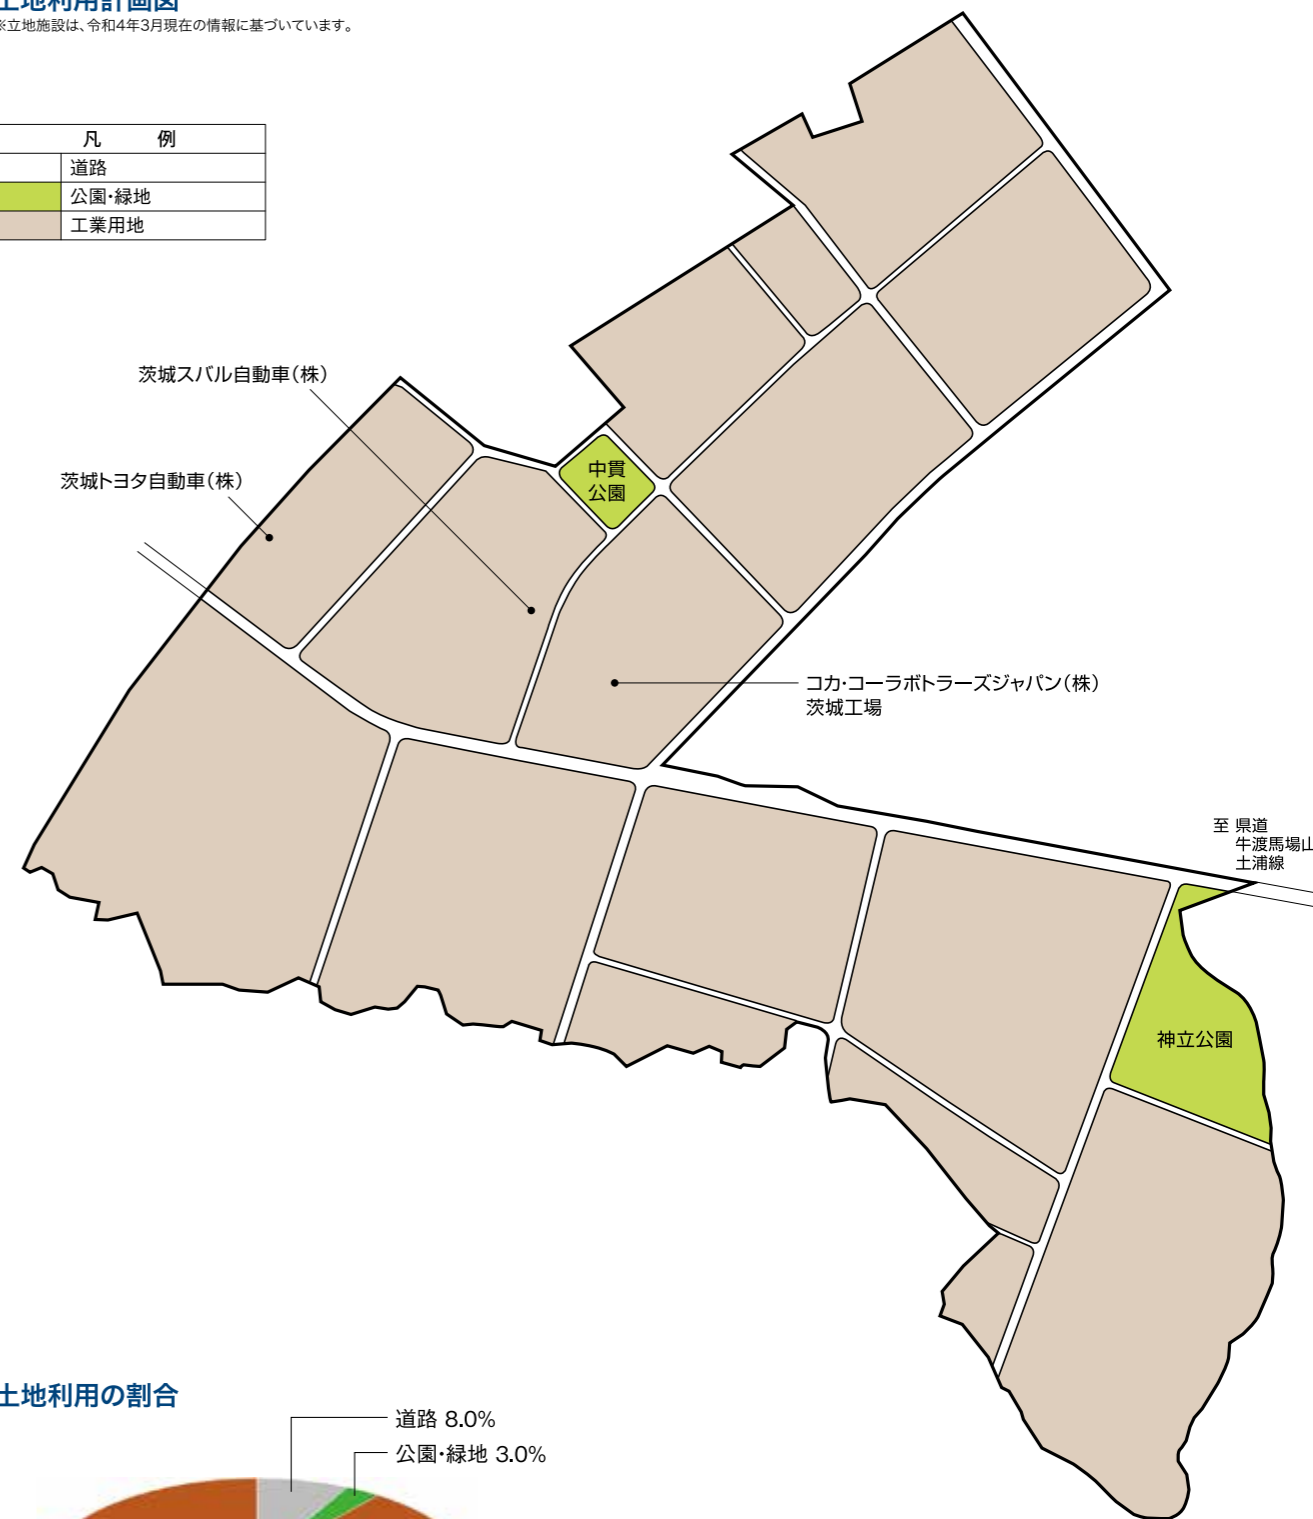 土地利用計画図
※立地施設は、令和4年3月現在の情報に基づいています。
凡 例
道路
公園・緑地
工業用地
茨城スバル自動車(株)
茨城トヨタ自動車(株)
中貫
公園
コカ・コーラボトラーズジャパン(株)
茨城工場
至 県道
牛渡馬場山
土浦線
神立公園
土地利用の割合
道路 8.0%
公園・緑地 3.0%